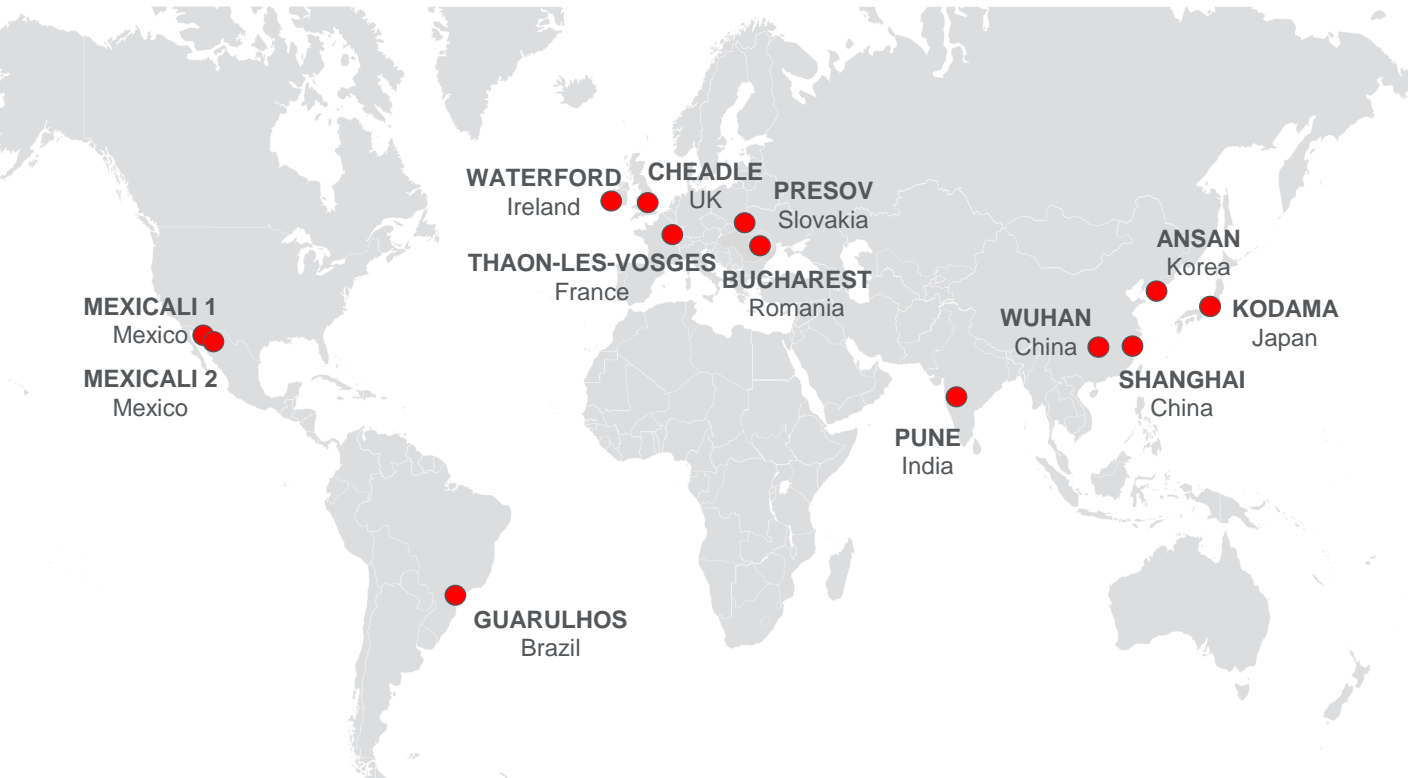 WATERFORD
Ireland
CHEADLE
UK
PRESOV
Slovakia
THAON-LES-VOSGES
France
BUCHAREST
Romania
ANSAN
Korea
KODAMA
Japan
WUHAN
China
SHANGHAI
China
PUNE
India
MEXICALI 1
Mexico
MEXICALI 2
Mexico
GUARULHOS
Brazil